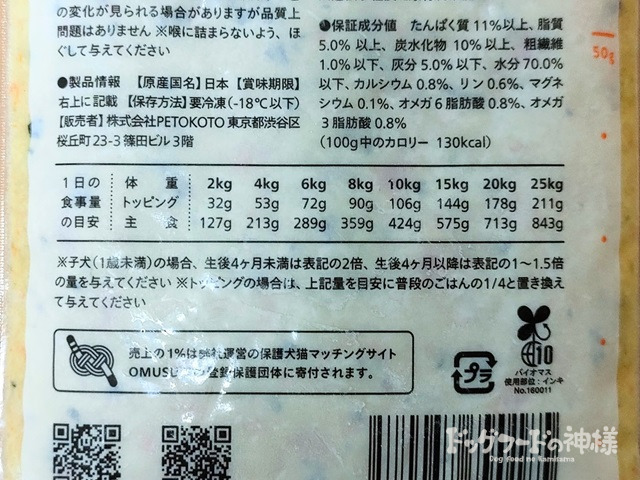 の変化が見られる場合がありますが品質上
問題はありません ※喉に詰まらないよう、ほ
ぐして与えてください
●製品情報 【原産国名】日本 【賞味期限】
右上に記載 【保存方法】要冷凍(-18℃以下)
【販売者】株式会社PETOKOTO 東京都渋谷区
桜丘町23-3 篠田ビル3階
●保証成分値 たんぱく質 11%以上、脂質
5.0% 以上、炭水化物 10% 以上、粗繊維
1.0%以下、灰分 5.0%以下、水分 70.0%
以下、カルシウム 0.8%、リン 0.6%、マグネ
シウム 0.1%、オメガ 6 脂肪酸 0.8%、オメガ
3 脂肪酸 0.8%
(100g中のカロリー 130kcal)
50g
1日の 体重 2kg 4kg 6kg 8kg 10kg 15kg 20kg 25kg
食事量 トッピング 32g 53g 72g 90g 106g 144g 178g 211g
の目安 主食 127g 213g 289g 359g 424g 575g 713g 843g
※子犬(1歳未満)の場合、生後4ヶ月未満は表記の2倍、生後4ヶ月以降は表記の1〜1.5倍
の量を与えてください ※トッピングの場合は、上記量を目安に普段のごはんの1/4と置き換え
て与えてください
売上の1%は 運営の保護犬猫マッチングサイト
OMUSU 登録保護団体に寄付されます。
プラ
10
バイオマス
使用部位:インキ
No.160011
ドッグフードの神様
Dog food no kamisama